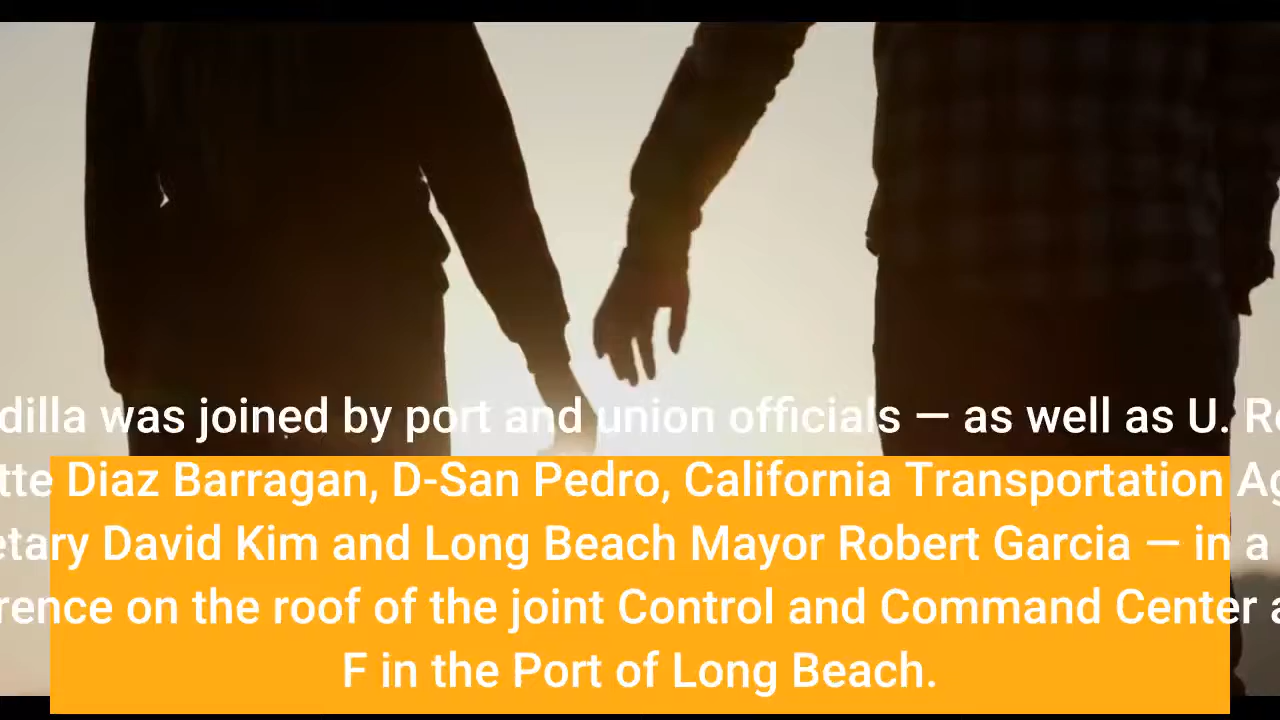 dilla was joined by port and union officials — as well as U. R
tte Diaz Barragan, D-San Pedro, California Transportation Ag
etary David Kim and Long Beach Mayor Robert Garcia — in a
rence on the roof of the joint Control and Command Center a
F in the Port of Long Beach.